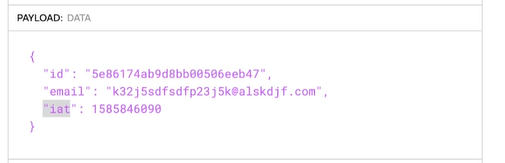 PAYLOAD: DATA
{
"id": "5e86174ab9d8bb00506eeb47",
"email": "k32j5sdfsdfp23j5k@alskdjf.com",
"iat": 1585846090
}